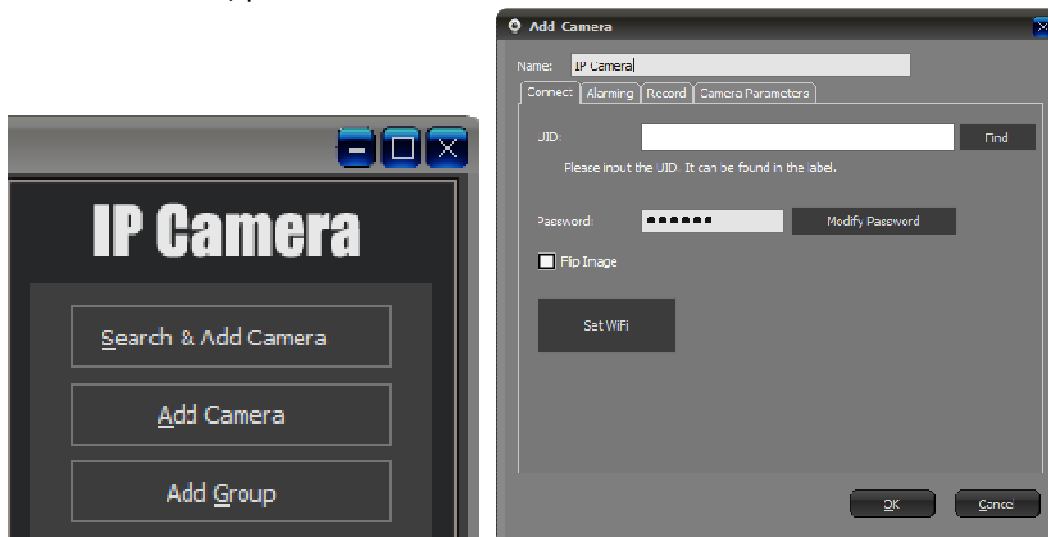 IP Camera
Search & Add Camera
Add Camera
Add Group
Add Camera
Name: IP Camera
Connect Alarming Record Camera Parameters
UID: Find
Please input the UID. It can be found in the label.
Password: Modify Password
Flip Image
Set WiFi
OK Cancel